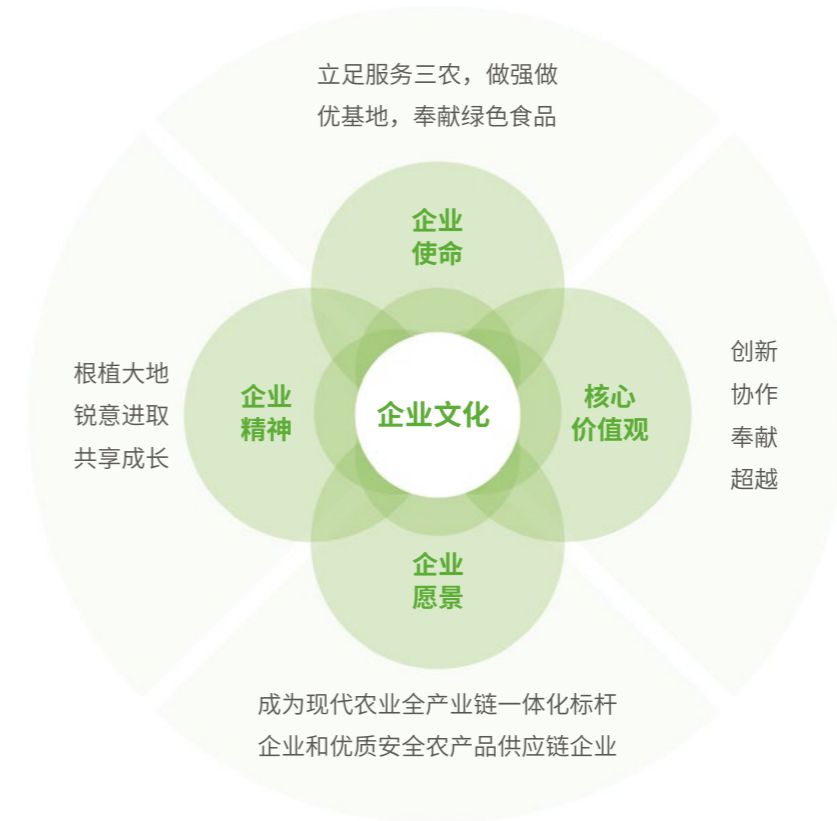 立足服务三农，做强做
优基地，奉献绿色食品
企业
使命
根植大地
锐意进取
共享成长
企业
精神
企业文化
核心
价值观
创新
协作
奉献
超越
企业
愿景
成为现代农业全产业链一体化标杆
企业和优质安全农产品供应链企业